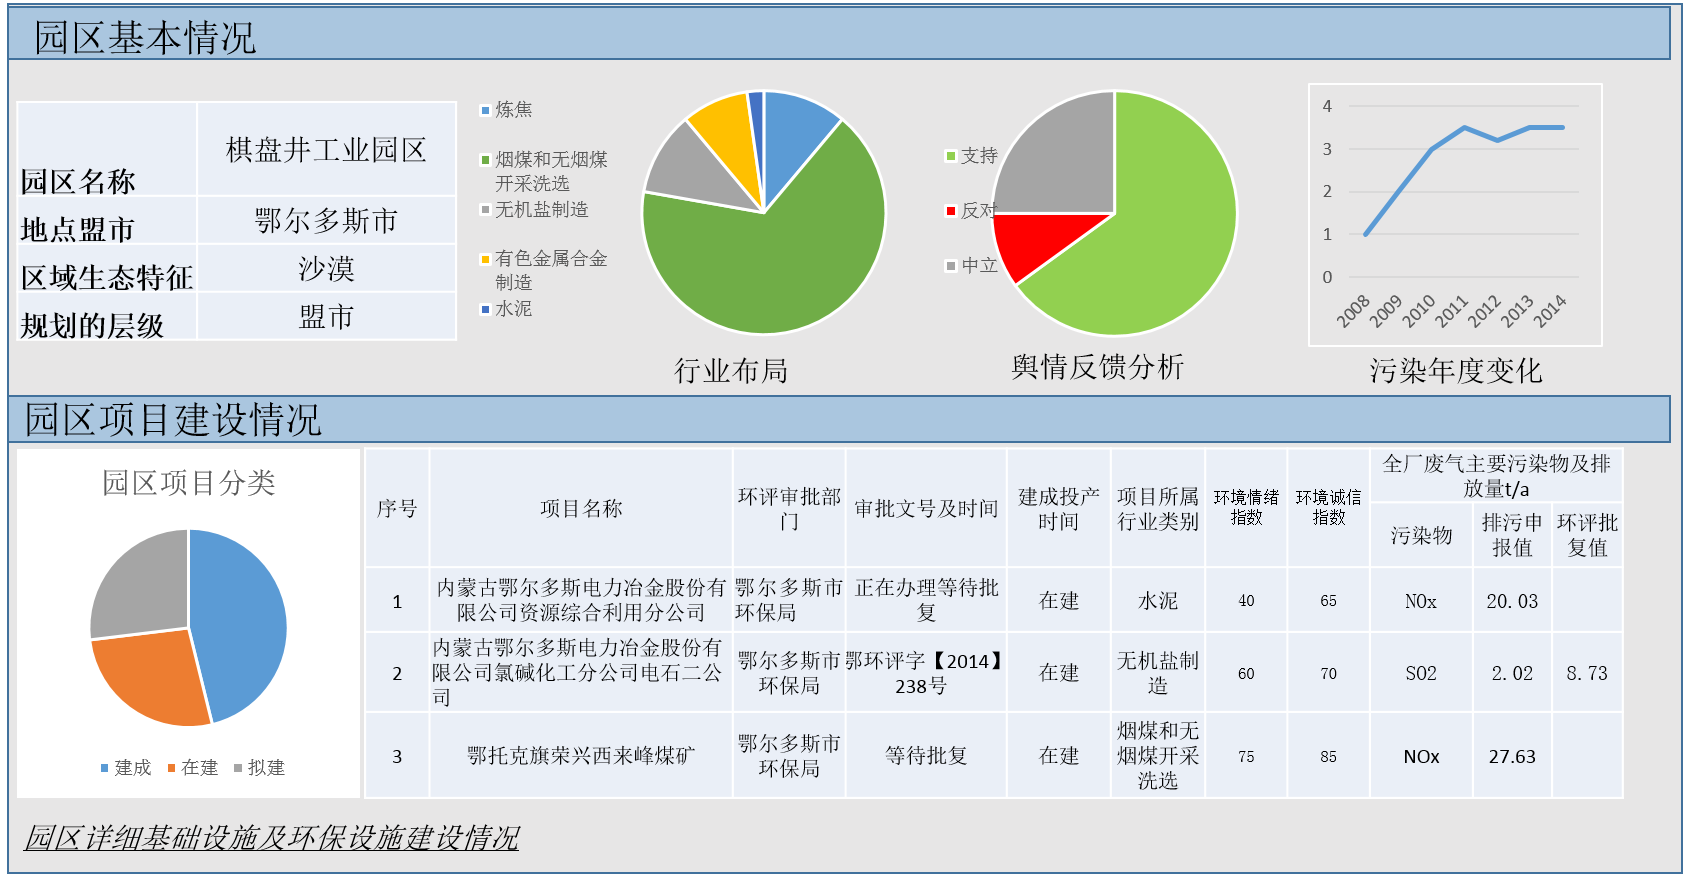 园区基本情况
园区名称
棋盘井工业园区
地点盟市
鄂尔多斯市
区域生态特征
沙漠
规划的层级
盟市
炼焦
烟煤和无烟煤
开采洗选
无机盐制造
有色金属合金
制造
水泥
行业布局
支持
反对
中立
舆情反馈分析
4
3
2
1
0
2008
2009
2010
2011
2012
2013
2014
污染年度变化
园区项目建设情况
园区项目分类
建成
在建
拟建
序号
项目名称
环评审批部
门
审批文号及时间
建成投产
时间
项目所属
行业类别
环境情绪
指数
环境诚信
指数
全厂废气主要污染物及排
放量t/a
污染物
排污申
报值
环评批
复值
1
内蒙古鄂尔多斯电力冶金股份有
限公司资源综合利用分公司
鄂尔多斯市
环保局
正在办理等待批
复
在建
水泥
40
65
NOx
20.03
2
内蒙古鄂尔多斯电力冶金股份有
限公司氯碱化工分公司电石二公
司
鄂尔多斯市
环保局
鄂环评字【2014】
238号
在建
无机盐制
造
60
70
SO2
2.02
8.73
3
鄂托克旗荣兴西来峰煤矿
鄂尔多斯市
环保局
等待批复
在建
烟煤和无
烟煤开采
洗选
75
85
NOx
27.63
园区详细基础设施及环保设施建设情况